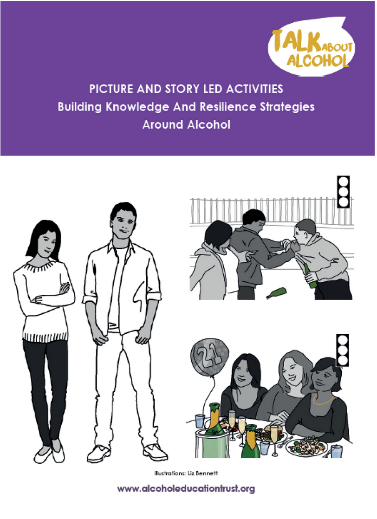 TALK
ABOUT
ALCOHOL
PICTURE AND STORY LED ACTIVITIES
Building Knowledge And Resilience Strategies
Around Alcohol
21
Illustrations: Liz Bennett
www.alcoholeducationtrust.org